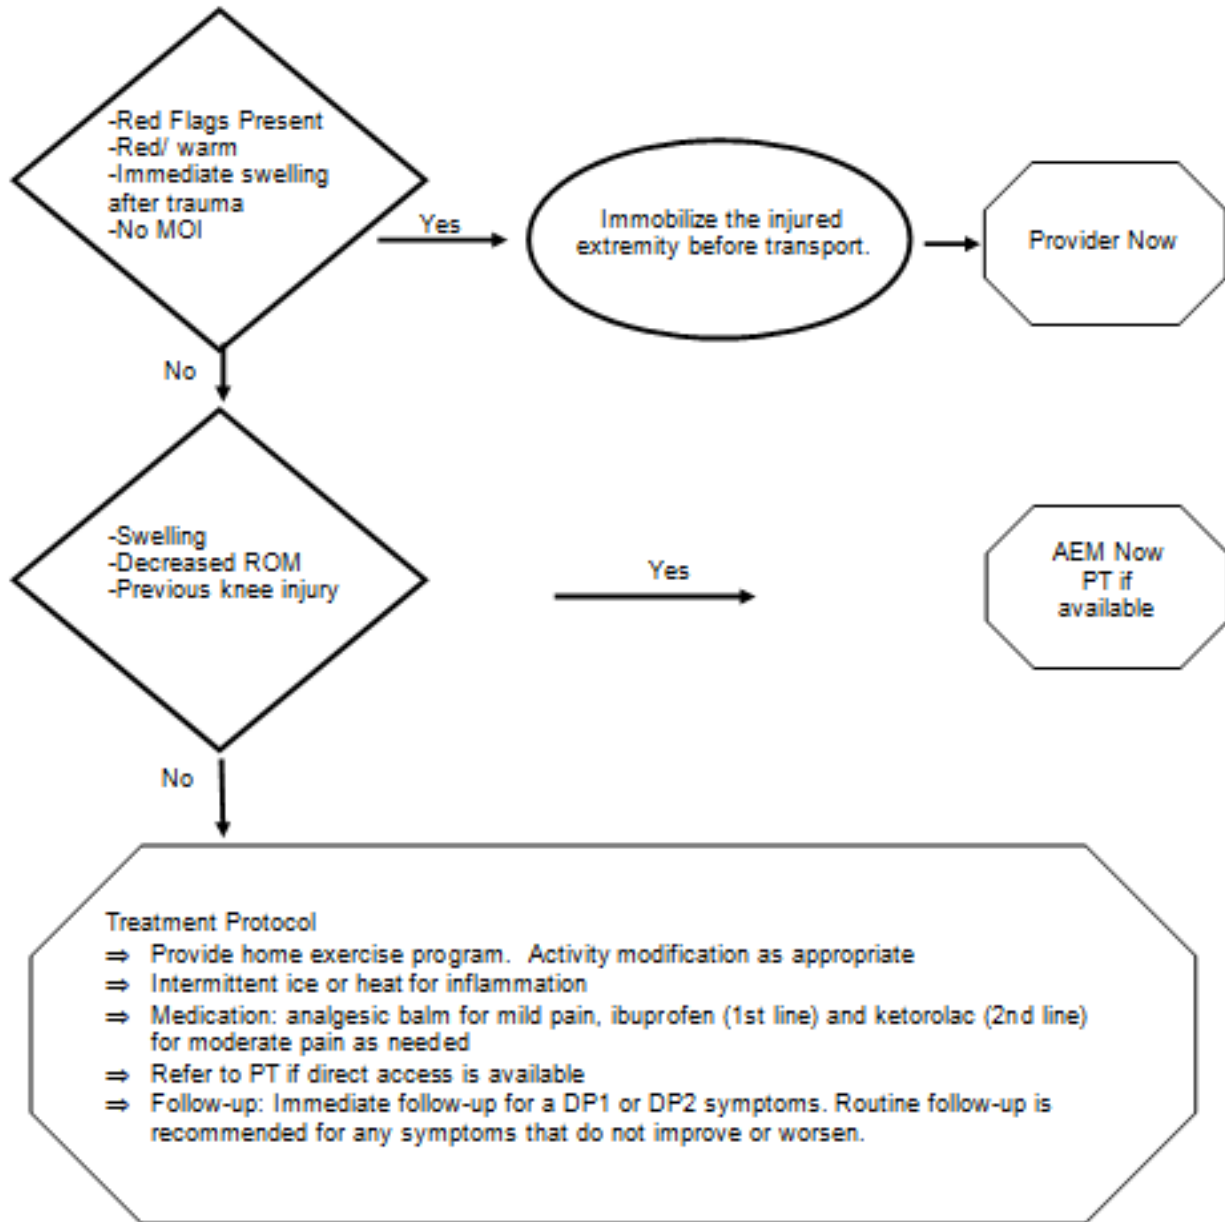 -Red Flags Present
-Red/ warm
-Immediate swelling
after trauma
-No MOI
Yes
Immobilize the injured
extremity before transport.
Provider Now
No
-Swelling
-Decreased ROM
-Previous knee injury
Yes
AEM Now
PT if
available
No
Treatment Protocol
⇒ Provide home exercise program.  Activity modification as appropriate
⇒ Intermittent ice or heat for inflammation
⇒ Medication: analgesic balm for mild pain, ibuprofen (1st line) and ketorolac (2nd line)
for moderate pain as needed
⇒ Refer to PT if direct access is available
⇒ Follow-up: Immediate follow-up for a DP1 or DP2 symptoms. Routine follow-up is
recommended for any symptoms that do not improve or worsen.